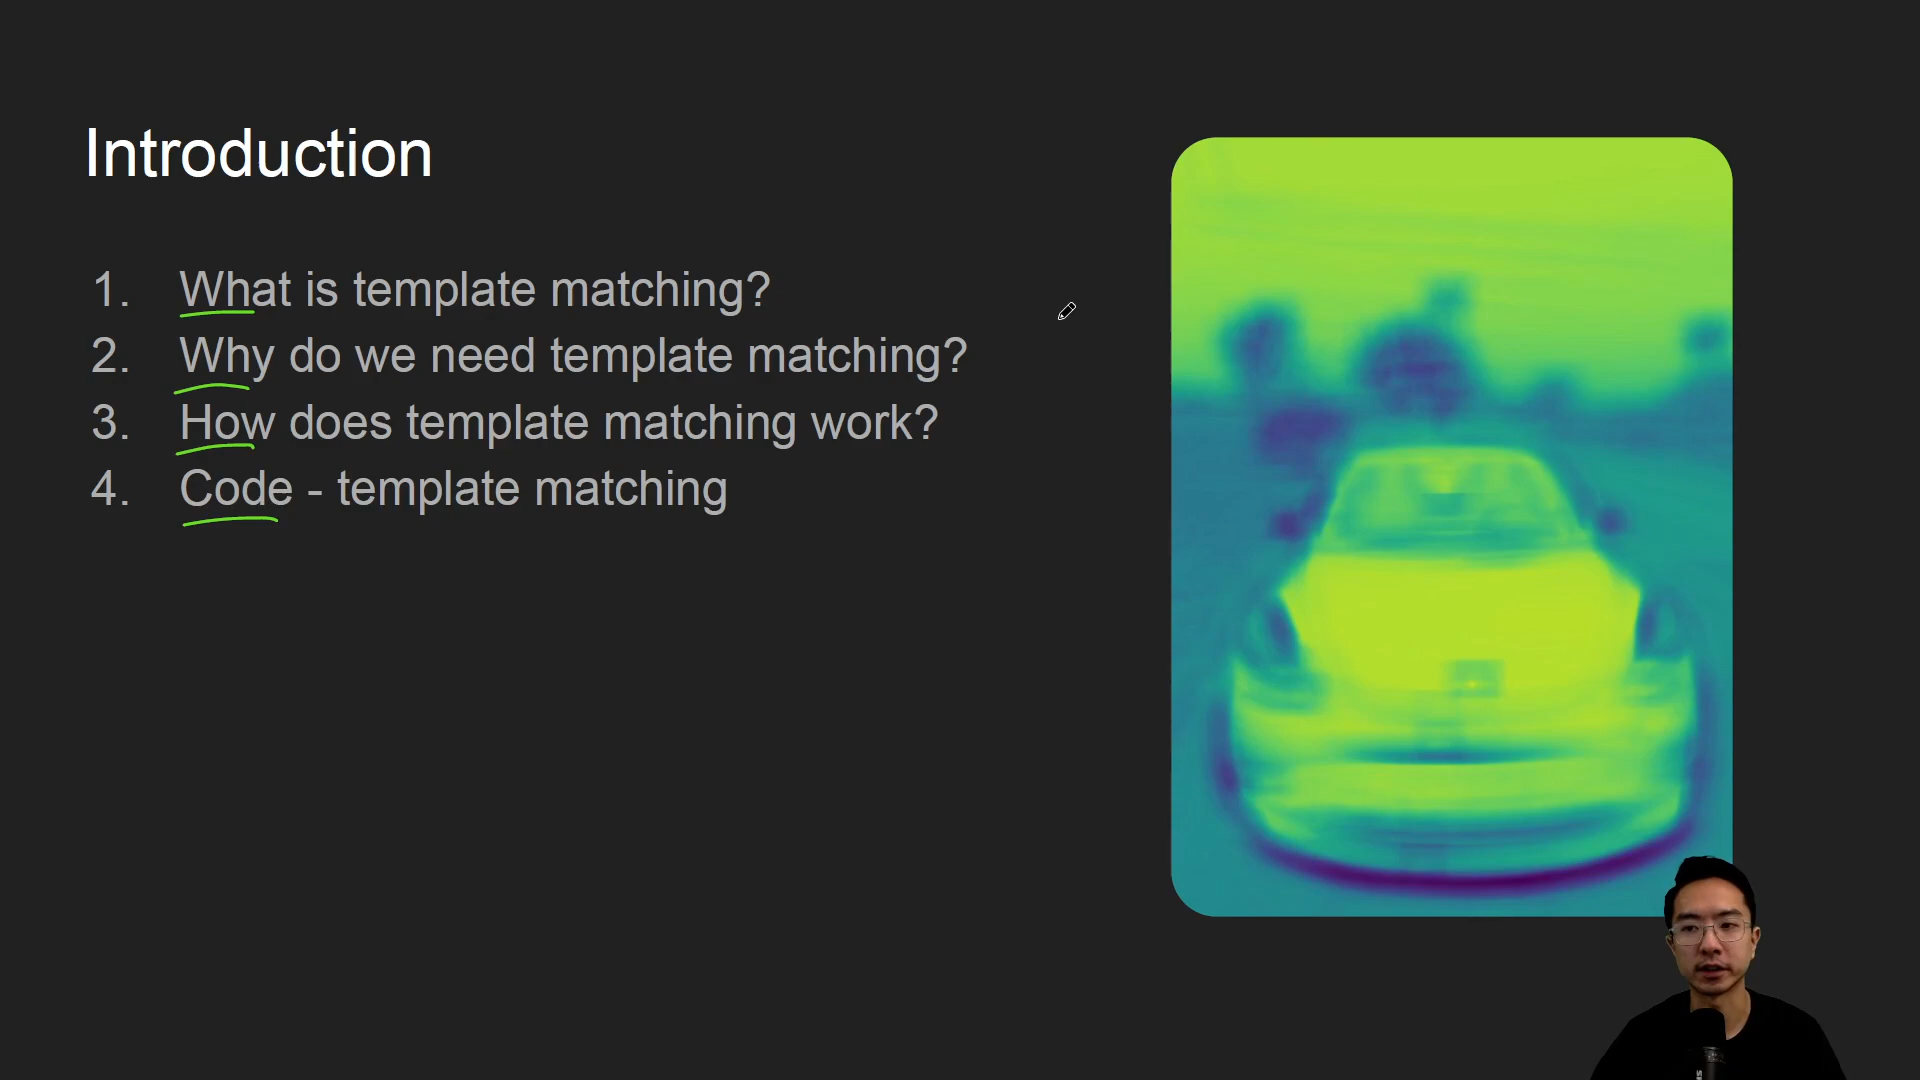 Introduction
1. What is template matching?
2. Why do we need template matching?
3. How does template matching work?
4. Code - template matching